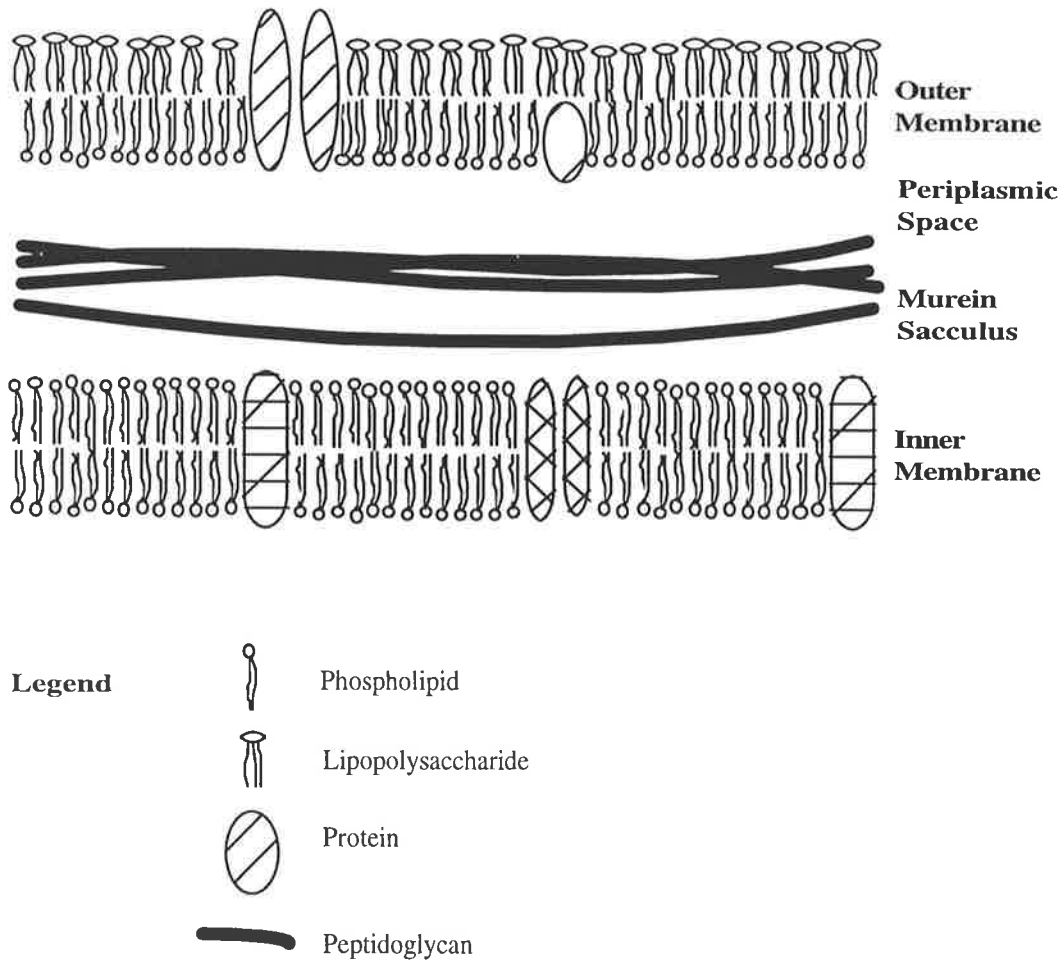 Outer
Membrane
Periplasmic
Space
Murein
Sacculus
Inner
Membrane
Legend
Phospholipid
Lipopolysaccharide
Protein
Peptidoglycan